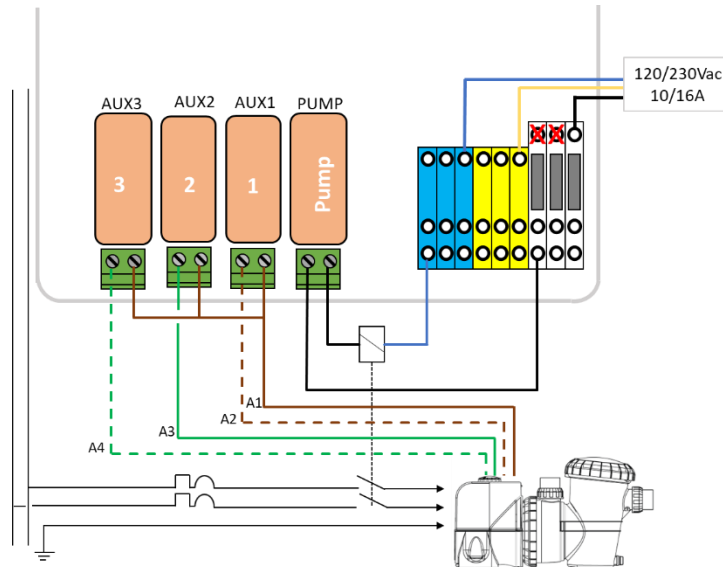 120/230Vac
10/16A
AUX3 AUX2 AUX1 PUMP
3 2 1 Pump
A1
A2
A3
A4